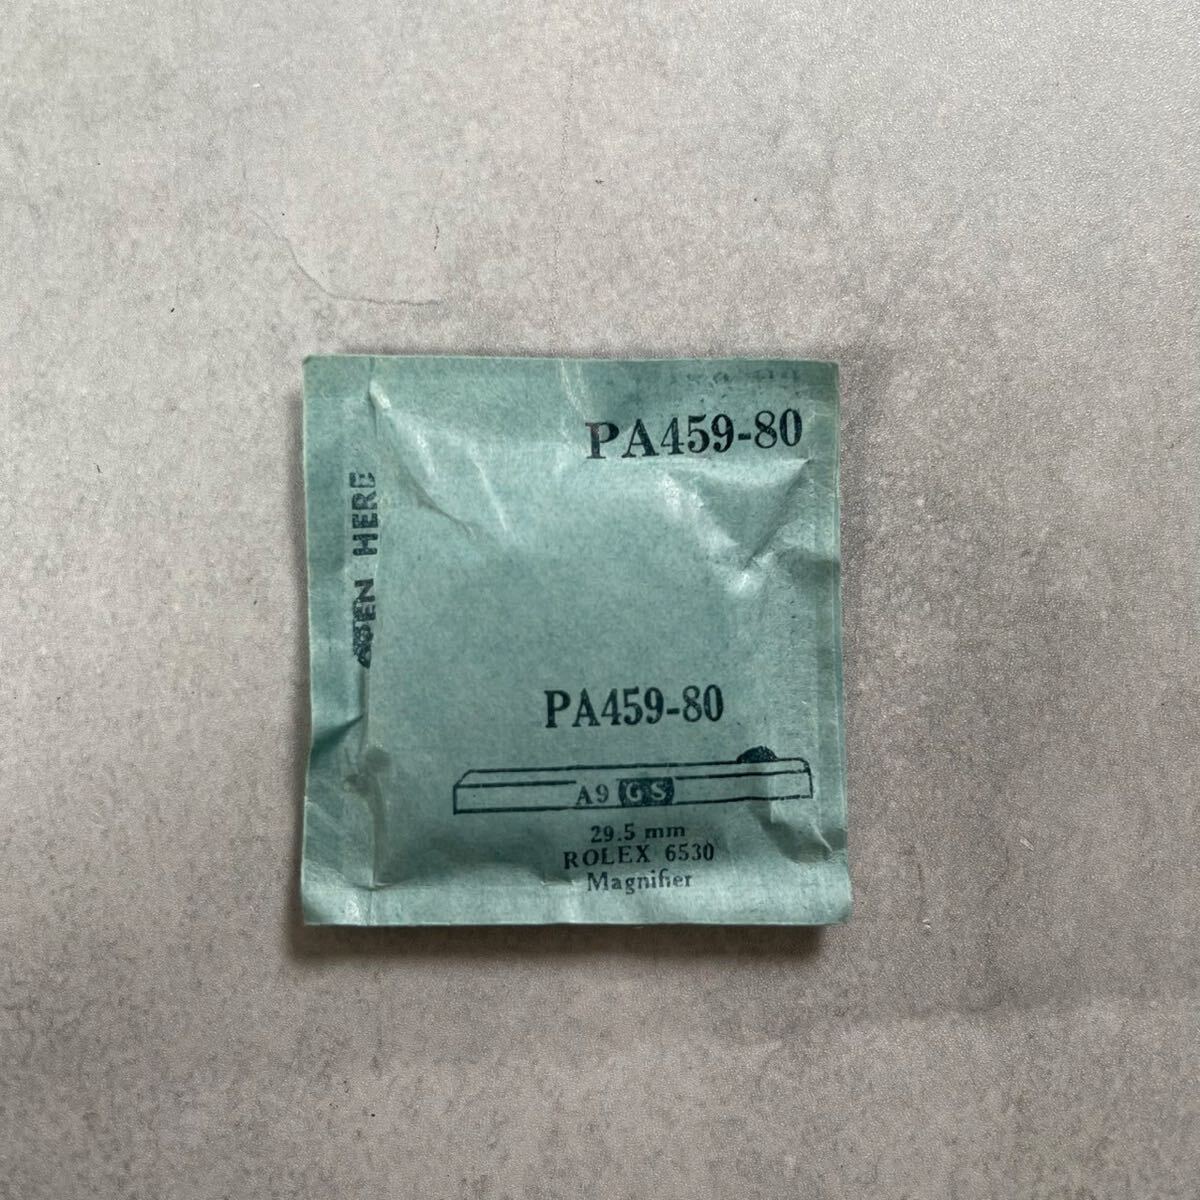 PA459-80
OPEN HERE
PA459-80
A9 GS
29.5 mm
ROLEX 6530
Magnifier